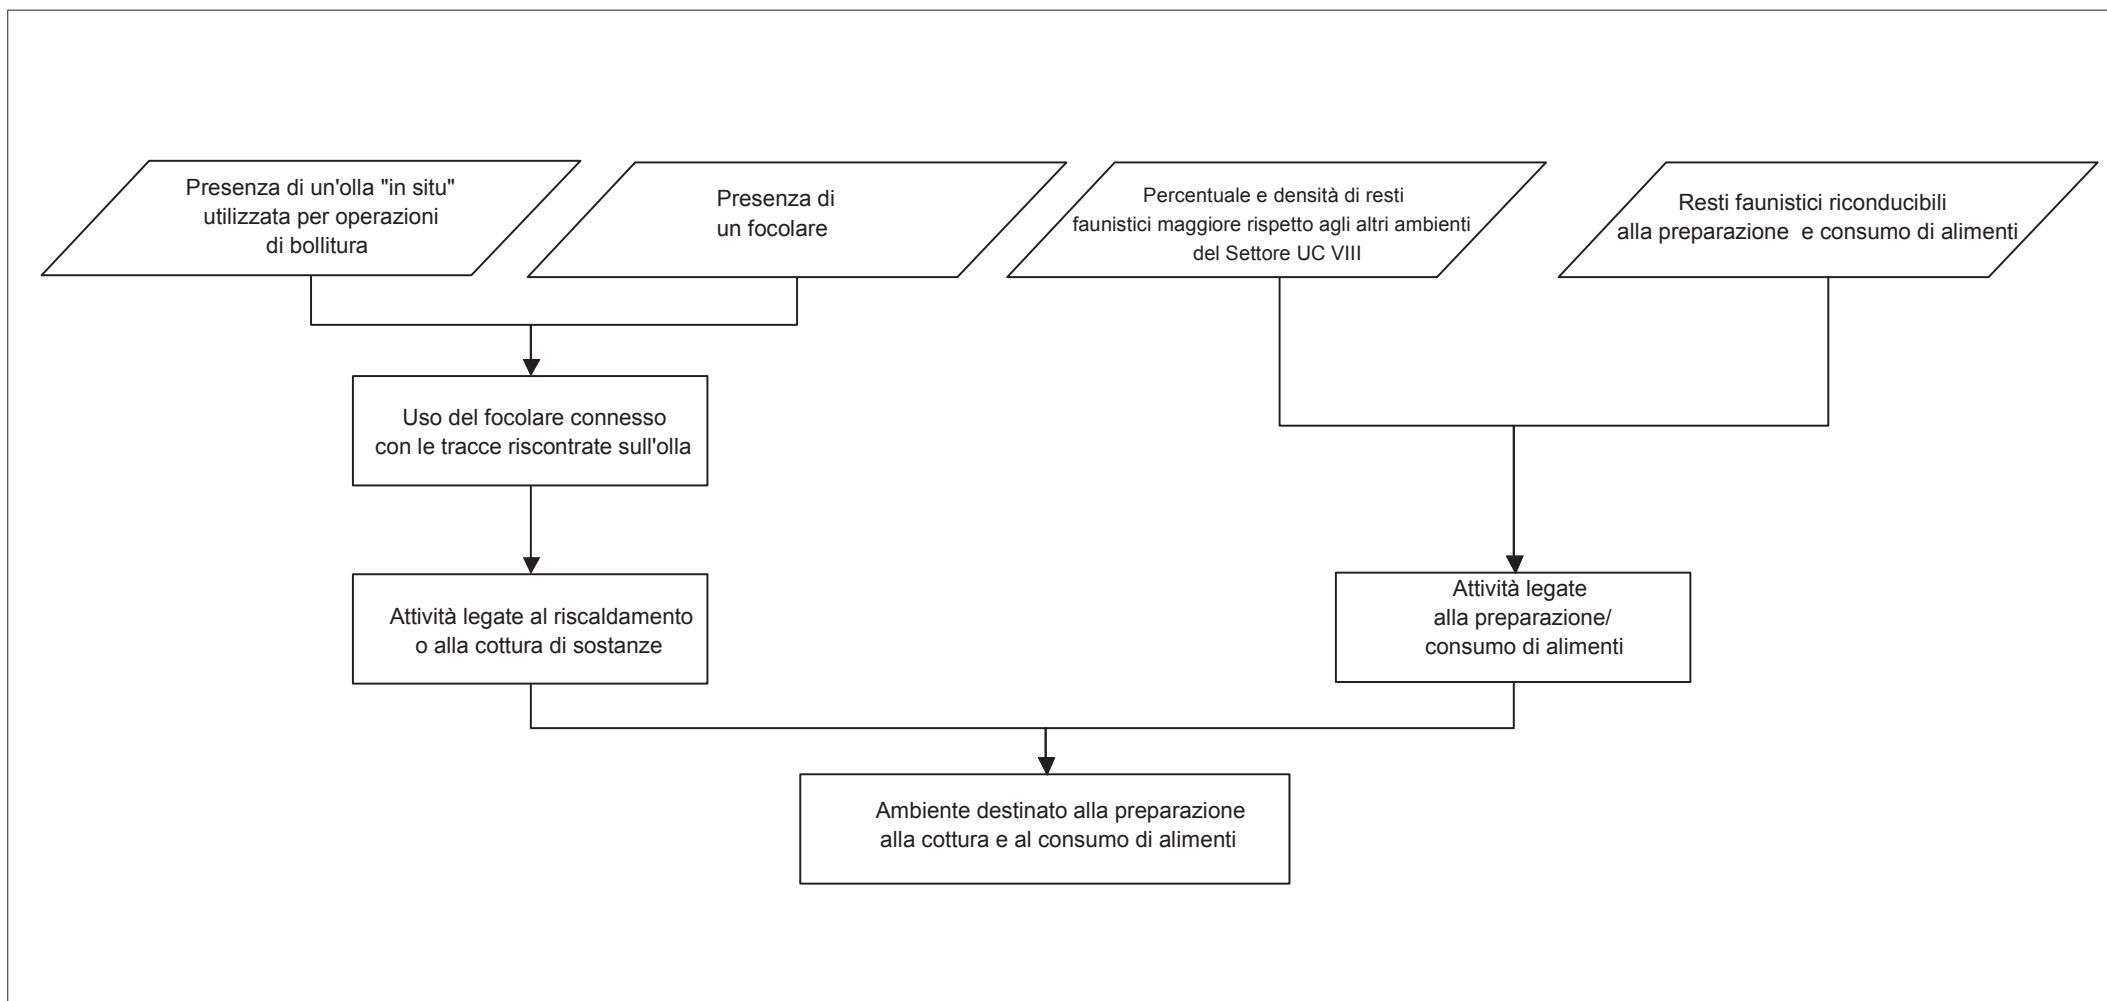 Presenza di un'olla "in situ"
utilizzata per operazioni
di bollitura
Presenza di
un focolare
Percentuale e densità di resti
faunistici maggiore rispetto agli altri ambienti
del Settore UC VIII
Resti faunistici riconducibili
alla preparazione e consumo di alimenti
Uso del focolare connesso
con le tracce riscontrate sull'olla
Attività legate al riscaldamento
o alla cottura di sostanze
Attività legate
alla preparazione/
consumo di alimenti
Ambiente destinato alla preparazione
alla cottura e al consumo di alimenti